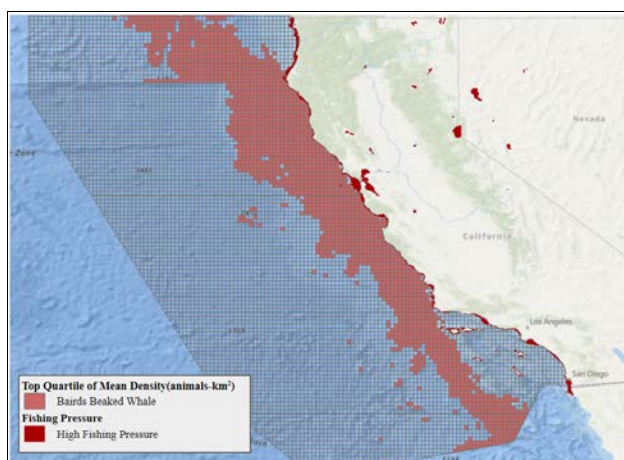 Nevada
Zone
California
Los Angeles
San Diego
Top Quartile of Mean Density(animals-km²)
Bairds Beaked Whale
Fishing Pressure
High Fishing Pressure